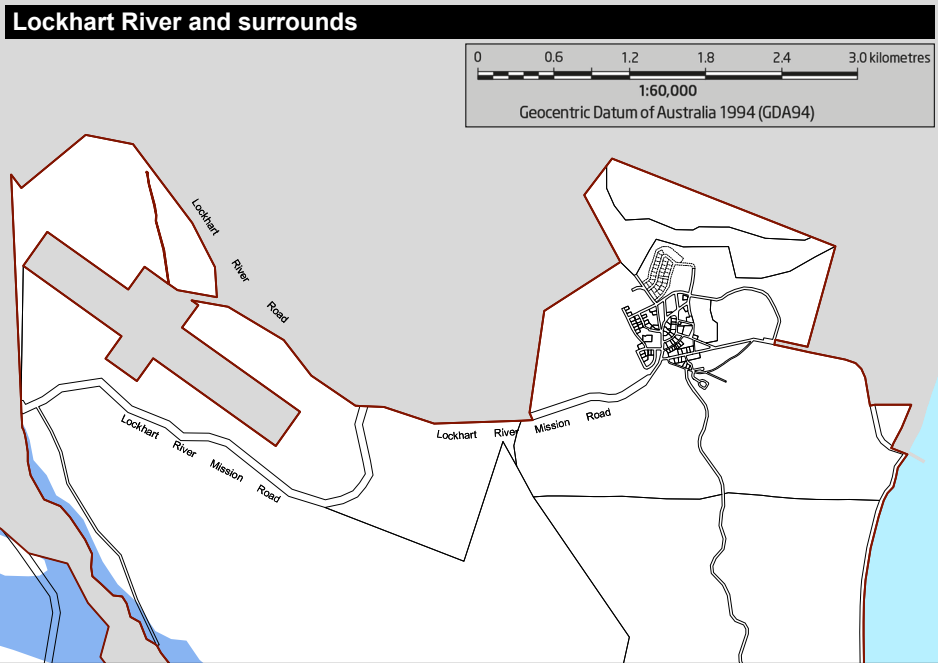 Lockhart River and surrounds
0 0.6 1.2 1.8 2.4 3.0 kilometres
1:60,000
Geocentric Datum of Australia 1994 (GDA94)
Lockhart River Road
Lockhart River Mission Road
Lockhart River Mission Road